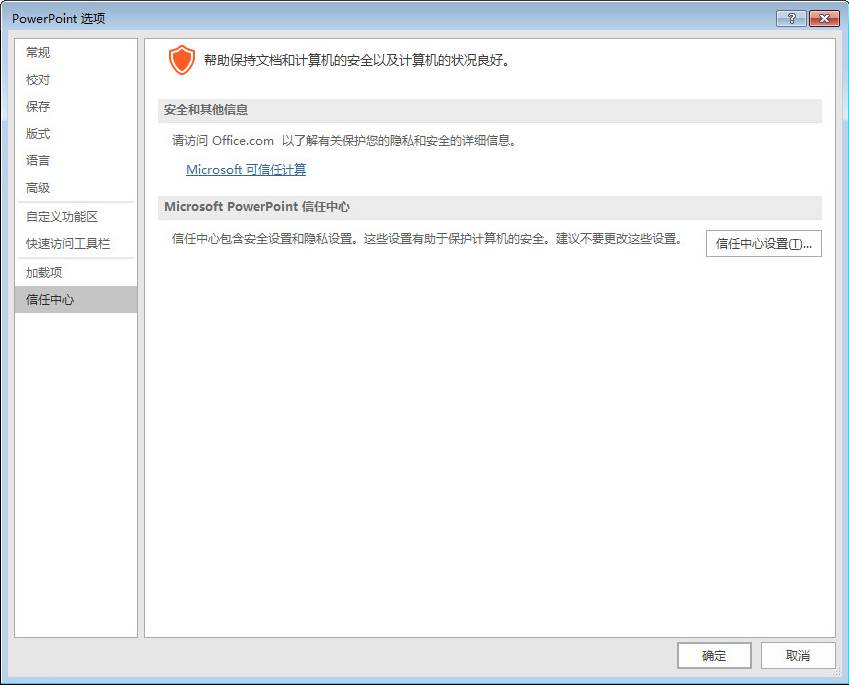 PowerPoint 选项
常规
校对
保存
版式
语言
高级
自定义功能区
快速访问工具栏
加载项
信任中心
帮助保持文档和计算机的安全以及计算机的状况良好。
安全和其他信息
请访问 Office.com 以了解有关保护您的隐私和安全的详细信息。
Microsoft 可信任计算
Microsoft PowerPoint 信任中心
信任中心包含安全设置和隐私设置。这些设置有助于保护计算机的安全。建议不要更改这些设置。
信任中心设置(T)...
确定
取消